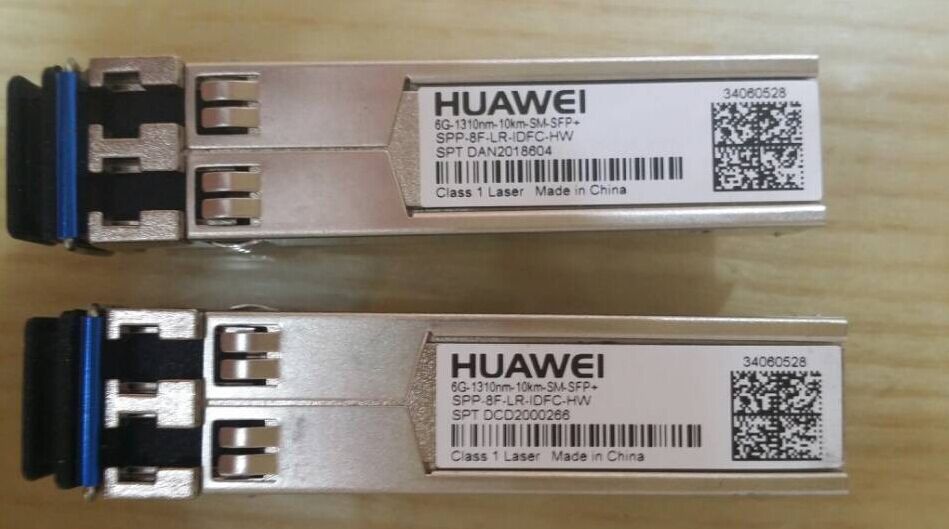 HUAWEI
34060528
6G-1310nm-10km-SM-SFP+
SPP-8F-LR-IDFC-HW
SPT DAN2018604
Class 1 Laser Made in China
HUAWEI
34060528
6G-1310nm-10km-SM-SFP+
SPP-8F-LR-IDFC-HW
SPT DCD2000266
Class 1 Laser Made in China